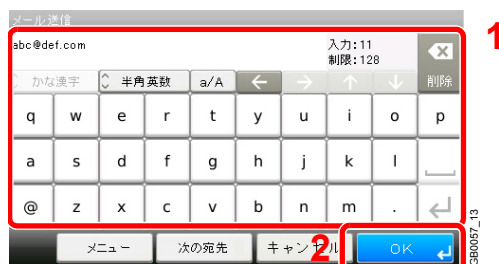 メール送信
abc@def.com 入力:11
制限:128
かな漢字 半角英数 a/A ← → ↑ ↓ 削除
q w e r t y u i o p
a s d f g h j k l
@ z x c v b n m .
メニュー 次の宛先 キャンセル OK
1
2
GB0057_13